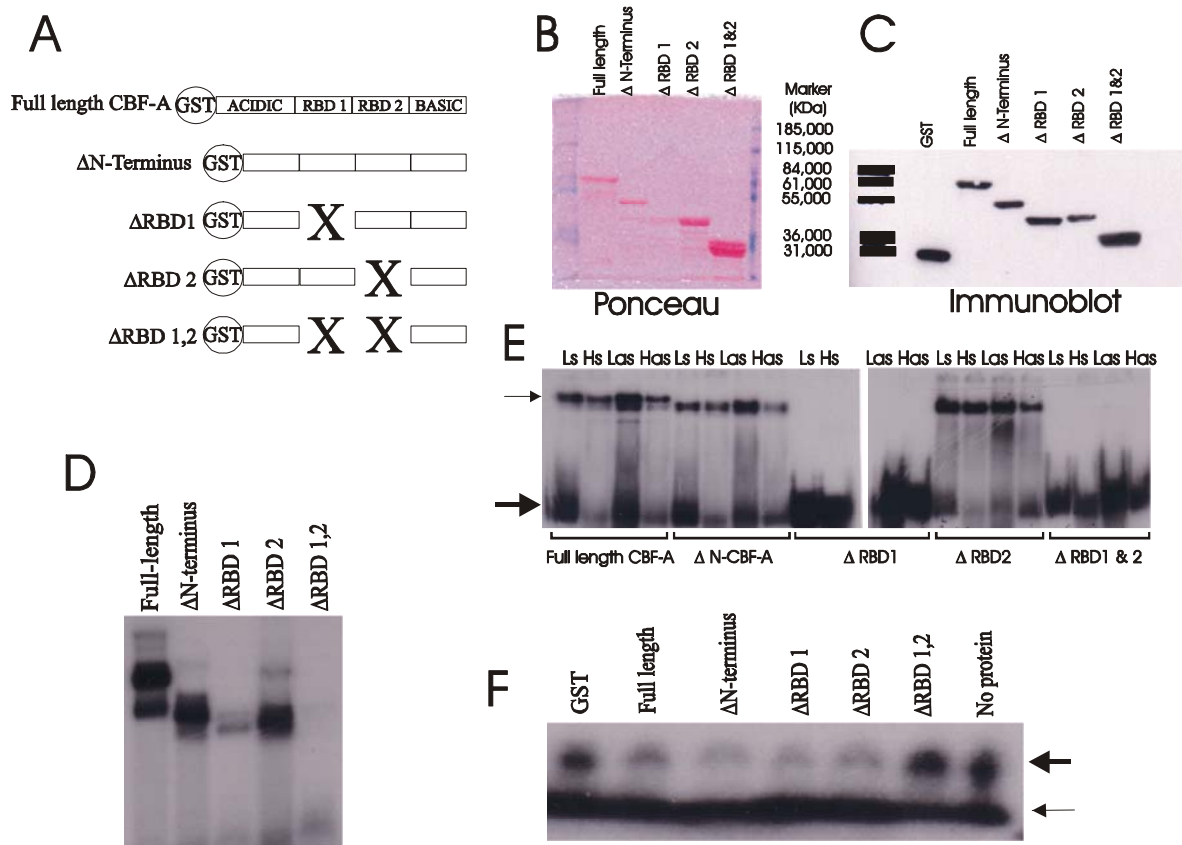 A
Full length CBF-A GST ACIDIC RBD 1 RBD 2 BASIC
ΔN-Terminus GST
ΔRBD1 GST X
ΔRBD 2 GST X
ΔRBD 1,2 GST X X
B
Full length
Δ N-Terminus
Δ RBD 1
Δ RBD 2
Δ RBD 1&2
Marker
(KDa)
185,000
115,000
84,000
61,000
55,000
36,000
31,000
Ponceau
C
GST
Full length
Δ N-Terminus
Δ RBD 1
Δ RBD 2
Δ RBD 1&2
Immunoblot
D
Full-length
ΔN-terminus
ΔRBD 1
ΔRBD 2
ΔRBD 1,2
E
Ls Hs Las Has Ls Hs Las Has Ls Hs Las Has Ls Hs Las Has Ls Hs Las Has
Full length CBF-A Δ N-CBF-A Δ RBD1 Δ RBD2 Δ RBD1 & 2
F
GST
Full length
ΔN-terminus
ΔRBD 1
ΔRBD 2
ΔRBD 1,2
No protein